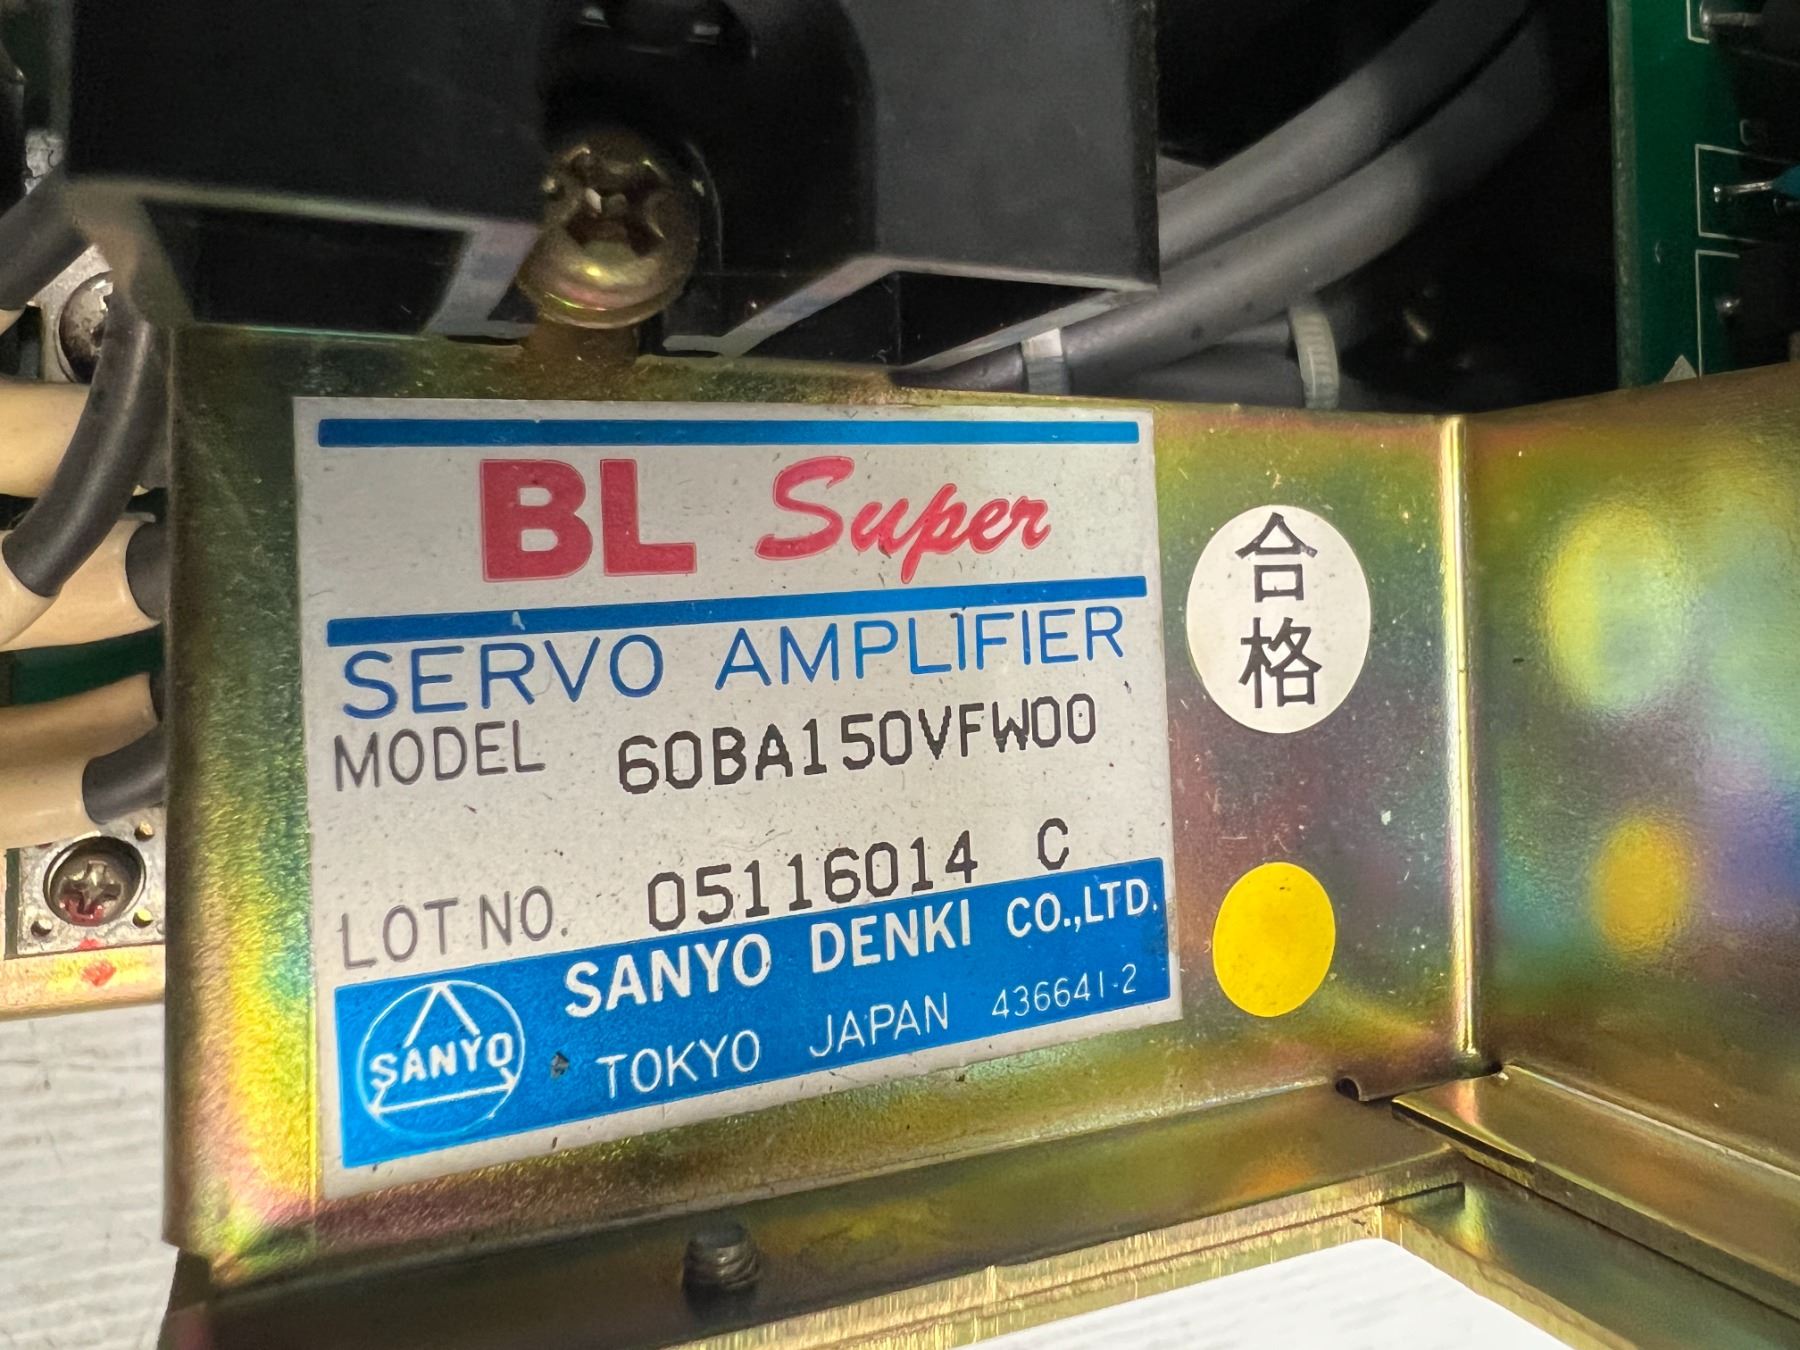 BL Super
SERVO AMPLIFIER
MODEL 60BA150VFW00
LOT NO. 05116014 C
SANYO DENKI CO.,LTD.
SANYO
TOKYO JAPAN 436641-2
合格